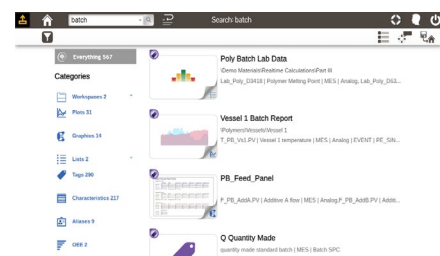 batch
Search: batch
Everything 567
Categories
Workspaces 3
Plots 31
Graphics 14
Lists 2
Tags 290
Characteristics 217
Aliases 9
OEE 2
Poly Batch Lab Data
\Demo Materials\Realtime Calculations\Part III
Lab_Poly_D3418 | Polymer Melting Point | MES | Analog, Lab_Poly_D53...
Vessel 1 Batch Report
\Polymers\Vessels\Vessel 1
T_PB_Vs1.PV | Vessel 1 temperature | MES | Analog | EVENT | PE_SIN...
PB_Feed_Panel
F_PB_AddA.PV | Additive A flow | MES | Analog,F_PB_AddB.PV | Additi...
Q Quantity Made
quantity made standard batch | MES | Batch SPC